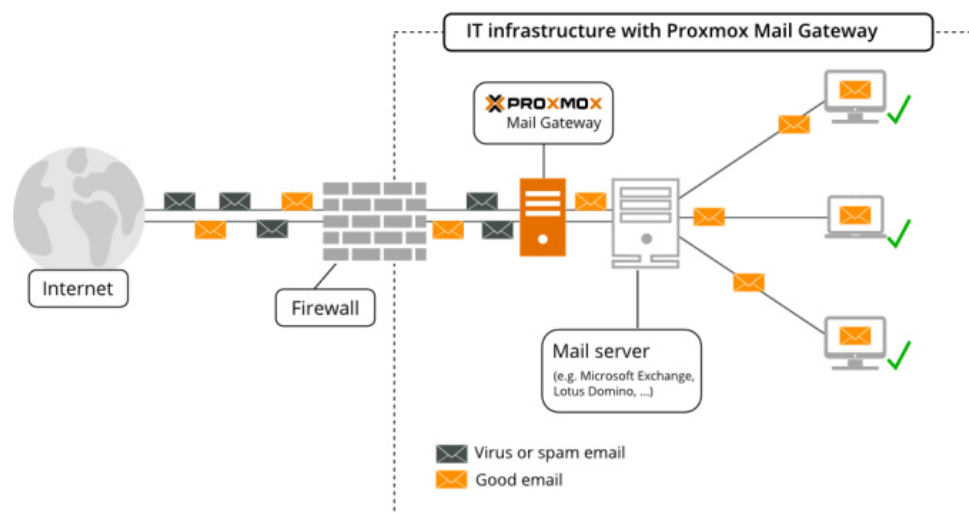 IT infrastructure with Proxmox Mail Gateway
PROXMOX
Mail Gateway
Internet
Firewall
Mail server
(e.g. Microsoft Exchange,
Lotus Domino, ...)
Virus or spam email
Good email